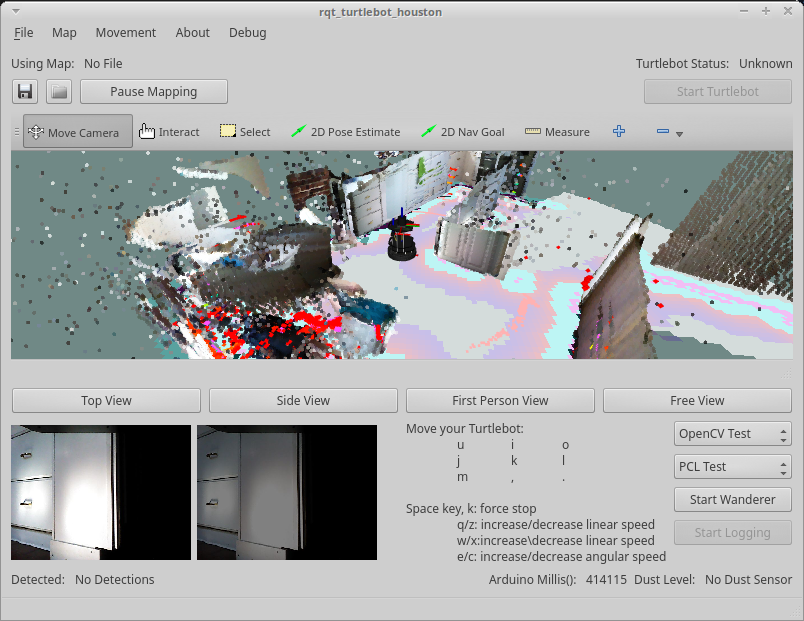 rqt_turtlebot_houston
File Map Movement About Debug
Using Map: No File Turtlebot Status: Unknown
Pause Mapping Start Turtlebot
Move Camera Interact Select 2D Pose Estimate 2D Nav Goal Measure
Top View Side View First Person View Free View
Move your Turtlebot:
u i o
j k l
m , .
OpenCV Test
PCL Test
Start Wanderer
Start Logging
Space key, k: force stop
q/z: increase/decrease linear speed
w/x:increase\decrease linear speed
e/c: increase/decrease angular speed
Detected: No Detections Arduino Millis(): 414115 Dust Level: No Dust Sensor